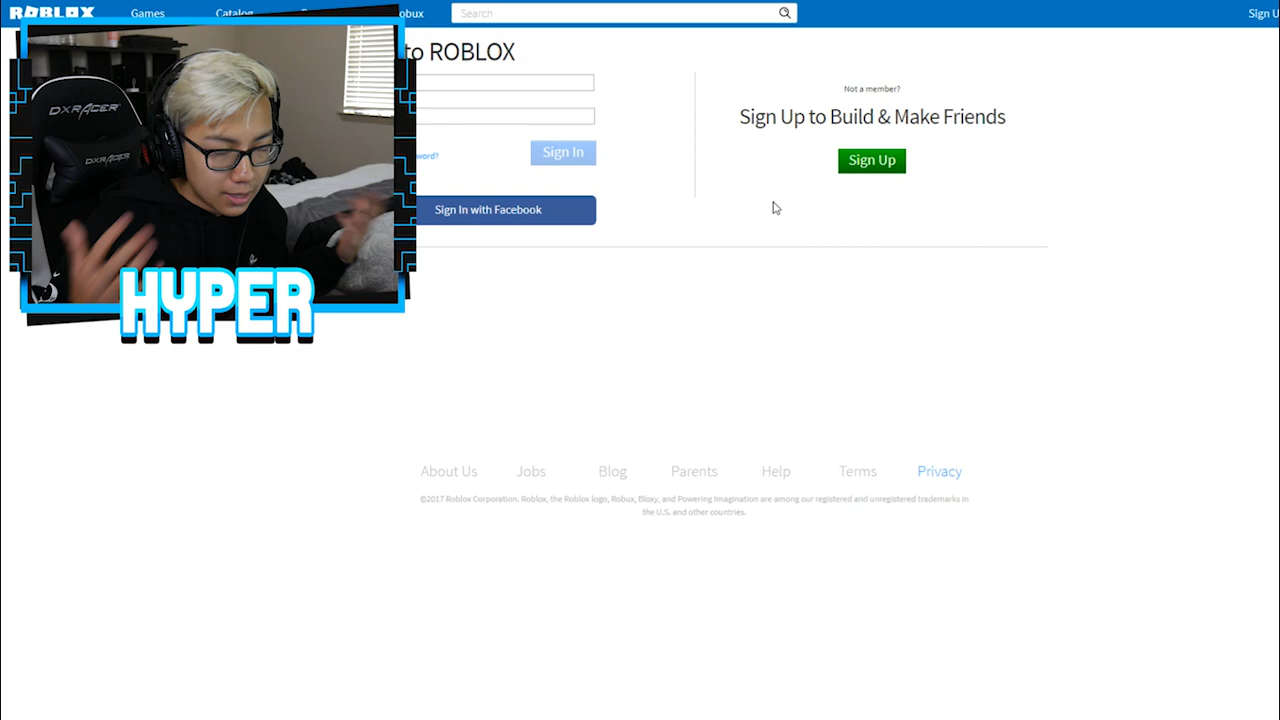 ROBLOX Games Catalog obux Search Sign U
to ROBLOX
Not a member?
Sign Up to Build & Make Friends
word?
Sign In
Sign Up
Sign In with Facebook
DXRACER
DXRACER
HYPER
About Us Jobs Blog Parents Help Terms Privacy
©2017 Roblox Corporation. Roblox, the Roblox logo, Robux, Bloxy, and Powering Imagination are among our registered and unregistered trademarks in
the U.S. and other countries.